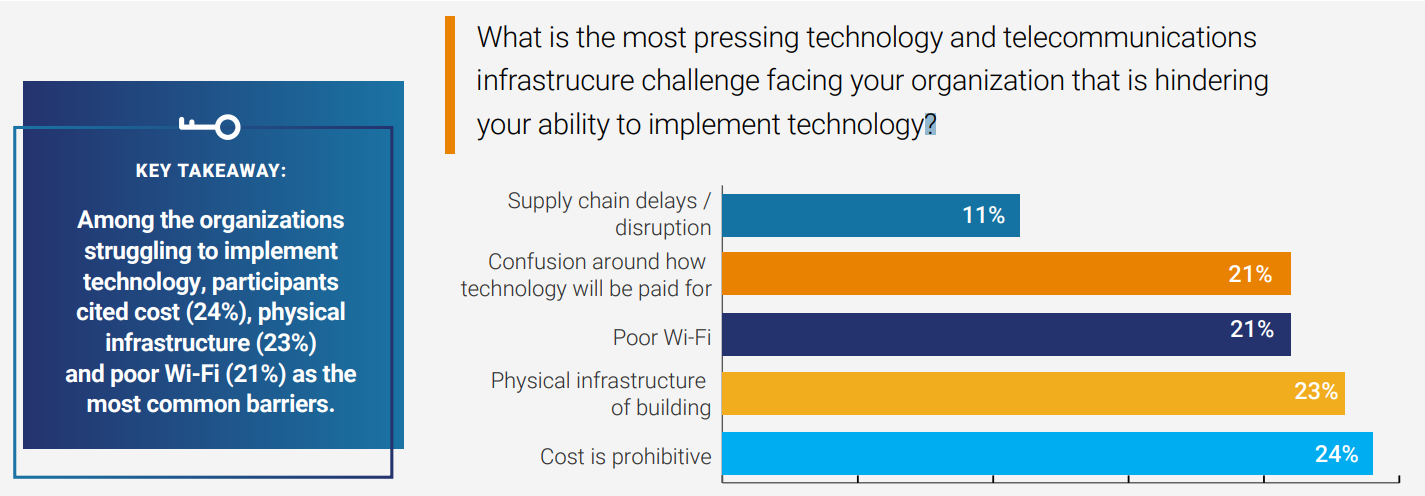 What is the most pressing technology and telecommunications
infrastrucure challenge facing your organization that is hindering
your ability to implement technology?
KEY TAKEAWAY:
Among the organizations
struggling to implement
technology, participants
cited cost (24%), physical
infrastructure (23%)
and poor Wi-Fi (21%) as the
most common barriers.
Supply chain delays /
disruption
11%
Confusion around how
technology will be paid for
21%
Poor Wi-Fi
21%
Physical infrastructure
of building
23%
Cost is prohibitive
24%